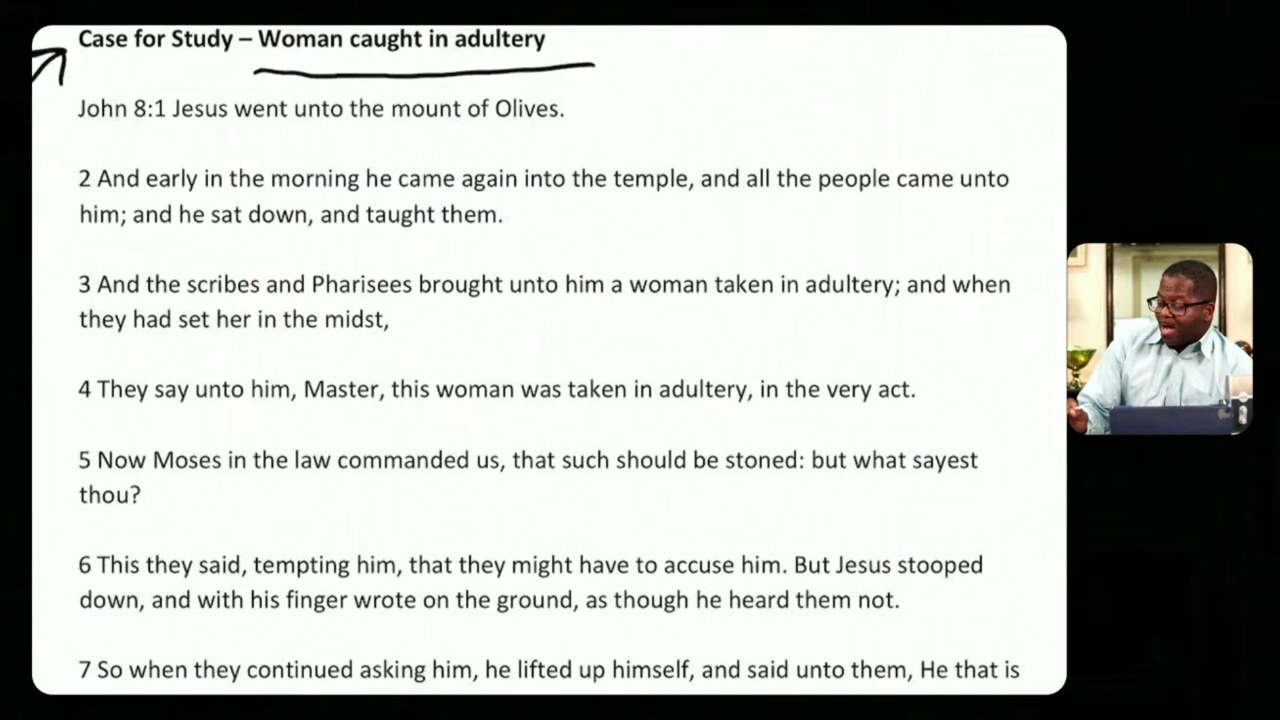 Case for Study – Woman caught in adultery
John 8:1 Jesus went unto the mount of Olives.
2 And early in the morning he came again into the temple, and all the people came unto
him; and he sat down, and taught them.
3 And the scribes and Pharisees brought unto him a woman taken in adultery; and when
they had set her in the midst,
4 They say unto him, Master, this woman was taken in adultery, in the very act.
5 Now Moses in the law commanded us, that such should be stoned: but what sayest
thou?
6 This they said, tempting him, that they might have to accuse him. But Jesus stooped
down, and with his finger wrote on the ground, as though he heard them not.
7 So when they continued asking him, he lifted up himself, and said unto them, He that is